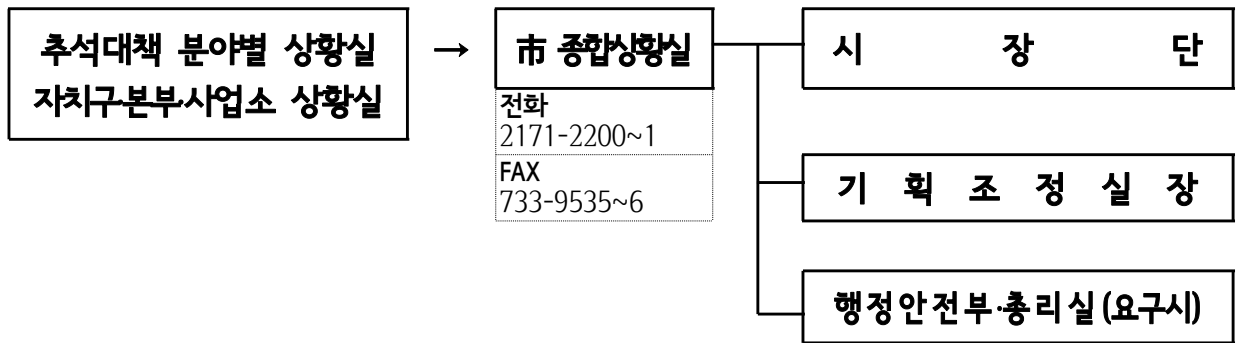 추석대책 분야별 상황실
자치구·본부·사업소 상황실
→
市 종합상황실
전화
2171-2200~1
FAX
733-9535~6
시 장 단
기 획 조 정 실 장
행정안전부·총리실(요구시)